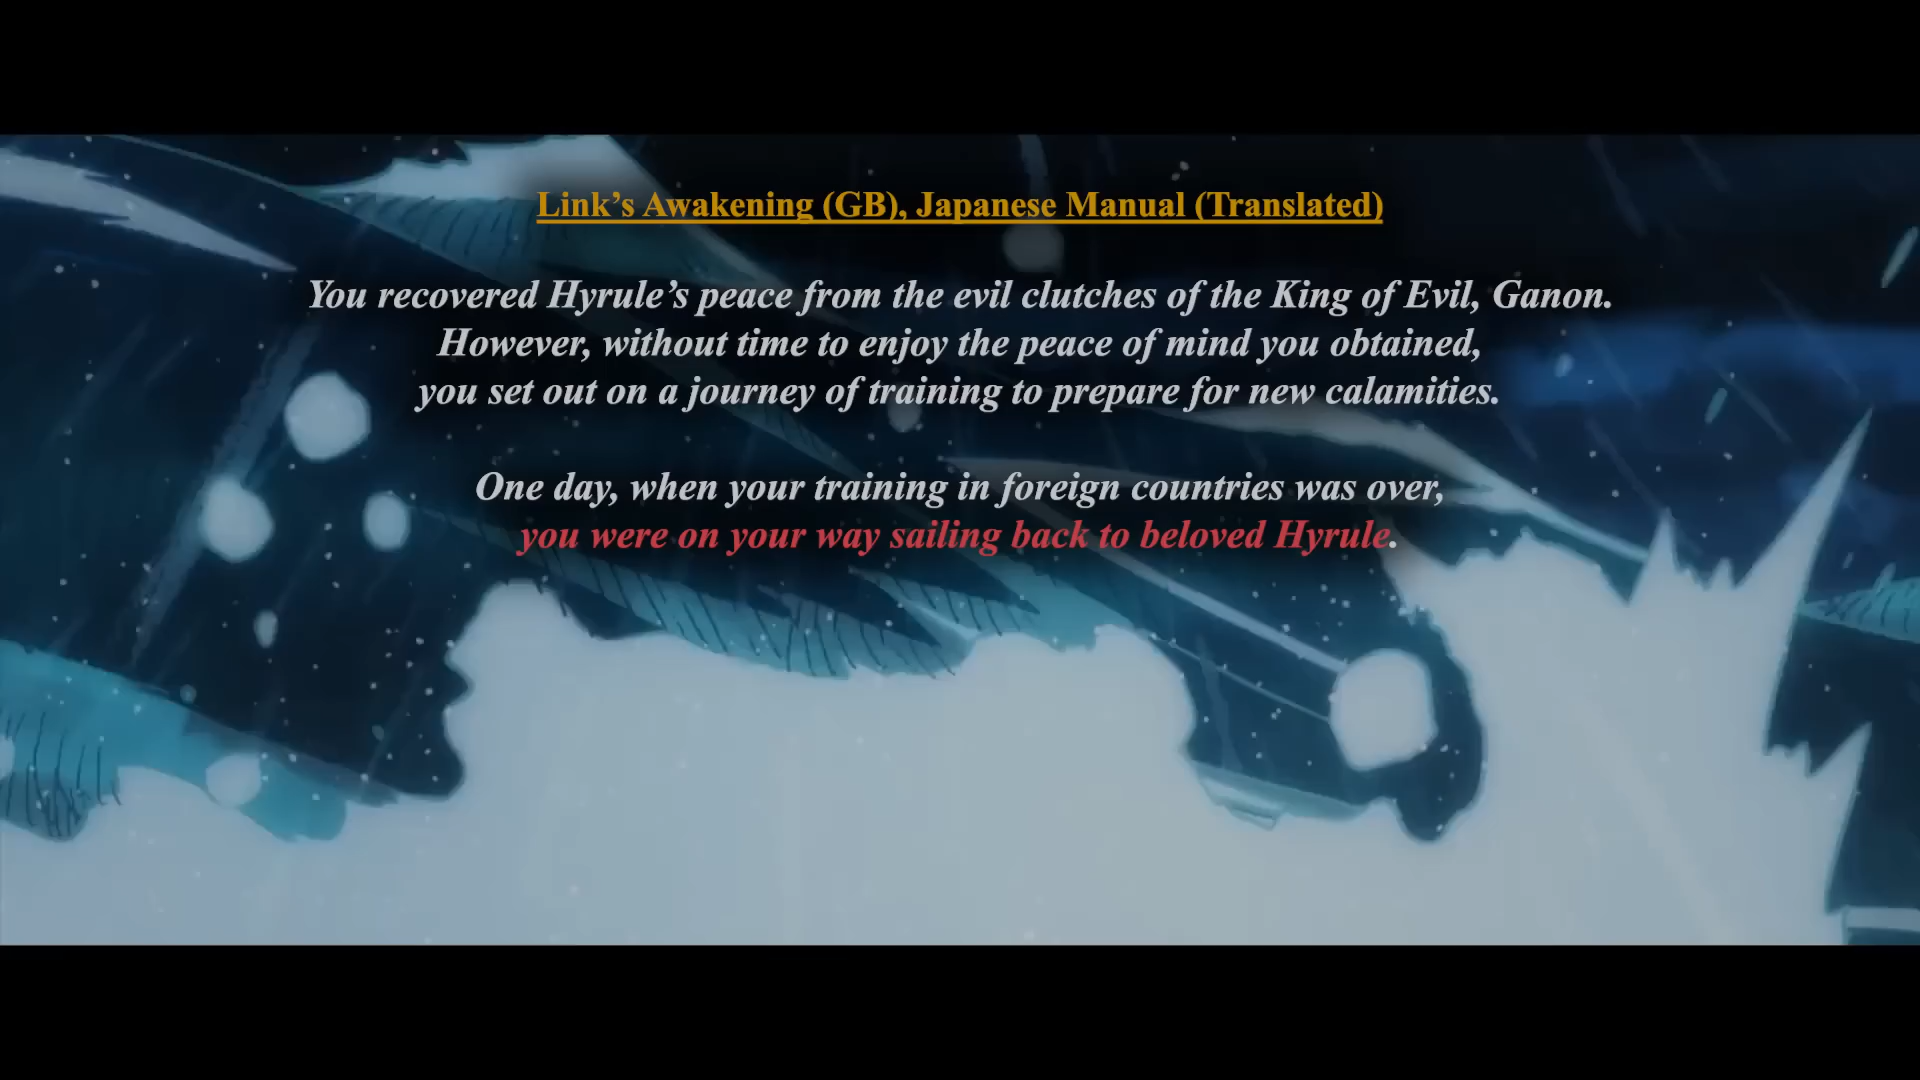 Link’s Awakening (GB), Japanese Manual (Translated)
You recovered Hyrule’s peace from the evil clutches of the King of Evil, Ganon.
However, without time to enjoy the peace of mind you obtained,
you set out on a journey of training to prepare for new calamities.
One day, when your training in foreign countries was over,
you were on your way sailing back to beloved Hyrule.